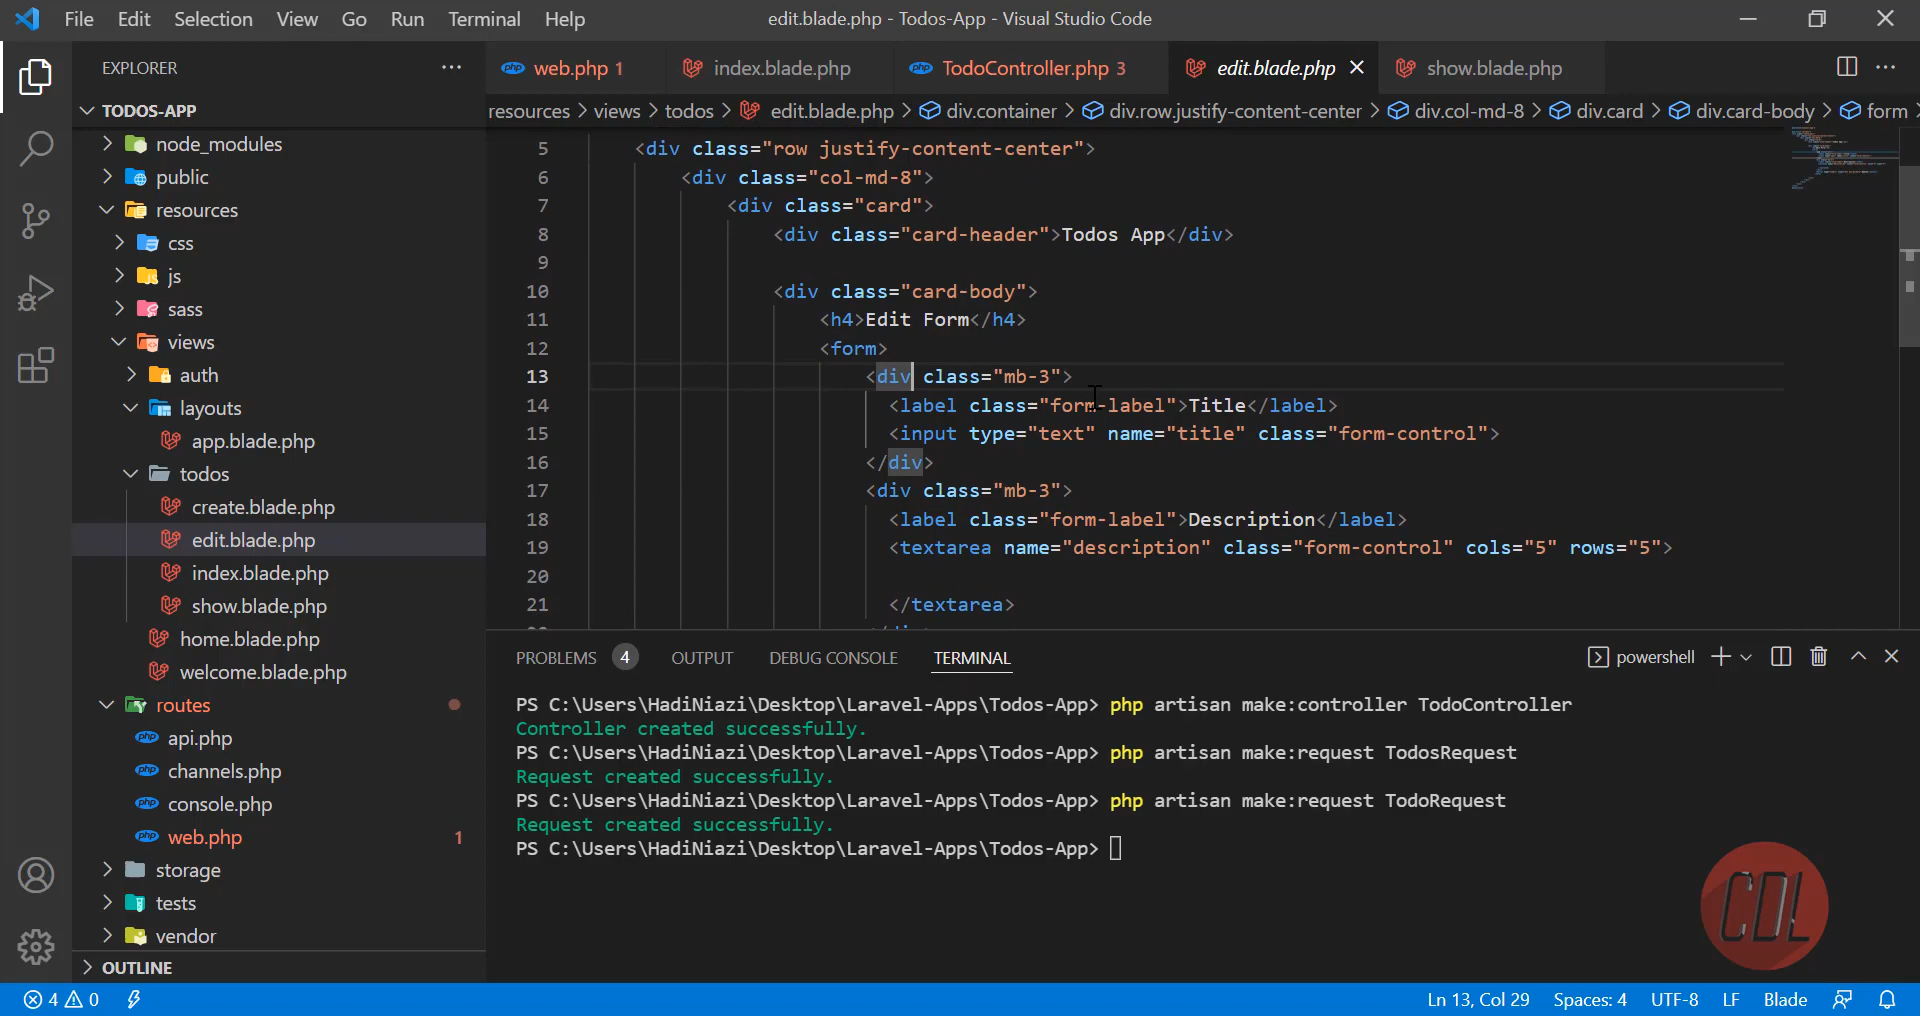 File Edit Selection View Go Run Terminal Help
edit.blade.php - Todos-App - Visual Studio Code
EXPLORER
web.php 1
index.blade.php
TodoController.php 3
edit.blade.php
show.blade.php
TODOS-APP
resources > views > todos > edit.blade.php > div.container > div.row.justify-content-center > div.col-md-8 > div.card > div.card-body > form >
node_modules
public
resources
css
js
sass
views
auth
layouts
app.blade.php
todos
create.blade.php
edit.blade.php
index.blade.php
show.blade.php
home.blade.php
welcome.blade.php
routes
api.php
channels.php
console.php
web.php 1
storage
tests
vendor
OUTLINE
5 <div class="row justify-content-center">
6 <div class="col-md-8">
7 <div class="card">
8 <div class="card-header">Todos App</div>
9
10 <div class="card-body">
11 <h4>Edit Form</h4>
12 <form>
13 <div class="mb-3">
14 <label class="form-label">Title</label>
15 <input type="text" name="title" class="form-control">
16 </div>
17 <div class="mb-3">
18 <label class="form-label">Description</label>
19 <textarea name="description" class="form-control" cols="5" rows="5">
20
21 </textarea>
PROBLEMS 4 OUTPUT DEBUG CONSOLE TERMINAL
powershell
PS C:\Users\HadiNiazi\Desktop\Laravel-Apps\Todos-App> php artisan make:controller TodoController
Controller created successfully.
PS C:\Users\HadiNiazi\Desktop\Laravel-Apps\Todos-App> php artisan make:request TodosRequest
Request created successfully.
PS C:\Users\HadiNiazi\Desktop\Laravel-Apps\Todos-App> php artisan make:request TodoRequest
Request created successfully.
PS C:\Users\HadiNiazi\Desktop\Laravel-Apps\Todos-App>
CDL
4 0
Ln 13, Col 29 Spaces: 4 UTF-8 LF Blade